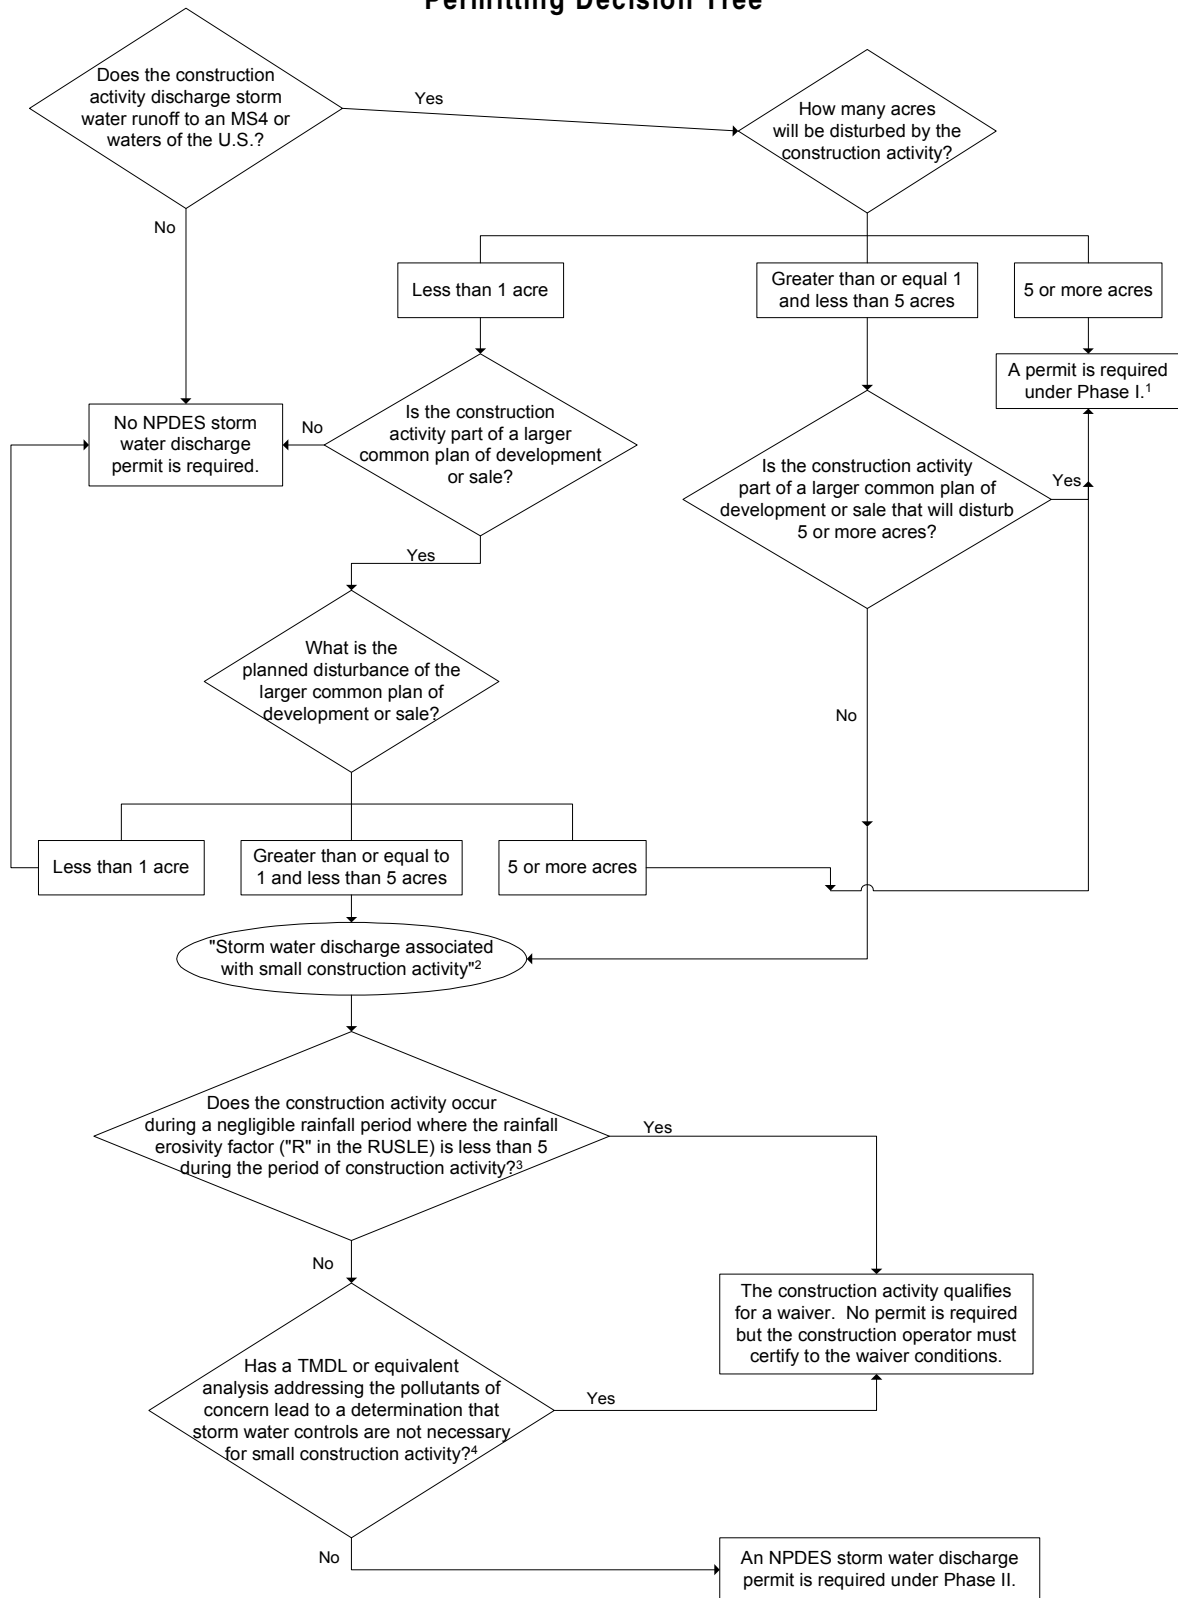 Permitting Decision Tree
Does the construction
activity discharge storm
water runoff to an MS4 or
waters of the U.S.?
Yes
How many acres
will be disturbed by the
construction activity?
No
Less than 1 acre
Greater than or equal 1
and less than 5 acres
5 or more acres
A permit is required
under Phase I.¹
No NPDES storm
water discharge
permit is required.
No
Is the construction
activity part of a larger
common plan of development
or sale?
Is the construction activity
part of a larger common plan of
development or sale that will disturb
5 or more acres?
Yes
Yes
What is the
planned disturbance of the
larger common plan of
development or sale?
No
Less than 1 acre
Greater than or equal to
1 and less than 5 acres
5 or more acres
"Storm water discharge associated
with small construction activity"²
Does the construction activity occur
during a negligible rainfall period where the rainfall
erosivity factor ("R" in the RUSLE) is less than 5
during the period of construction activity?³
Yes
No
The construction activity qualifies
for a waiver.  No permit is required
but the construction operator must
certify to the waiver conditions.
Has a TMDL or equivalent
analysis addressing the pollutants of
concern lead to a determination that
storm water controls are not necessary
for small construction activity?⁴
Yes
No
An NPDES storm water discharge
permit is required under Phase II.